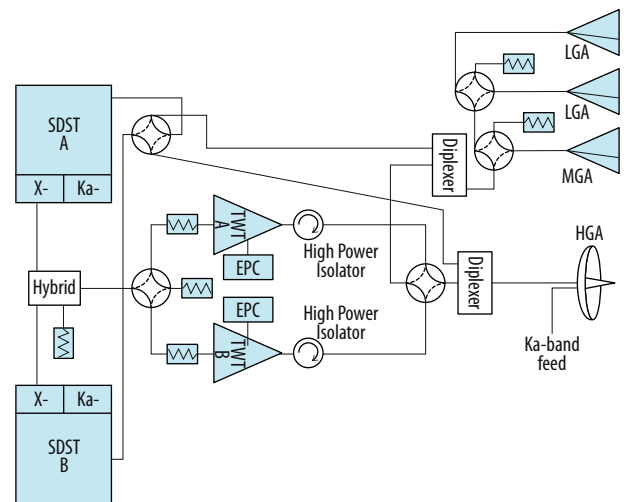 LGA
SDST
A
LGA
Diplexer
X-
Ka-
MGA
TWT
A
HGA
EPC
High Power
Isolator
Diplexer
Hybrid
EPC
High Power
Isolator
TWT
B
Ka-band
feed
X-
Ka-
SDST
B